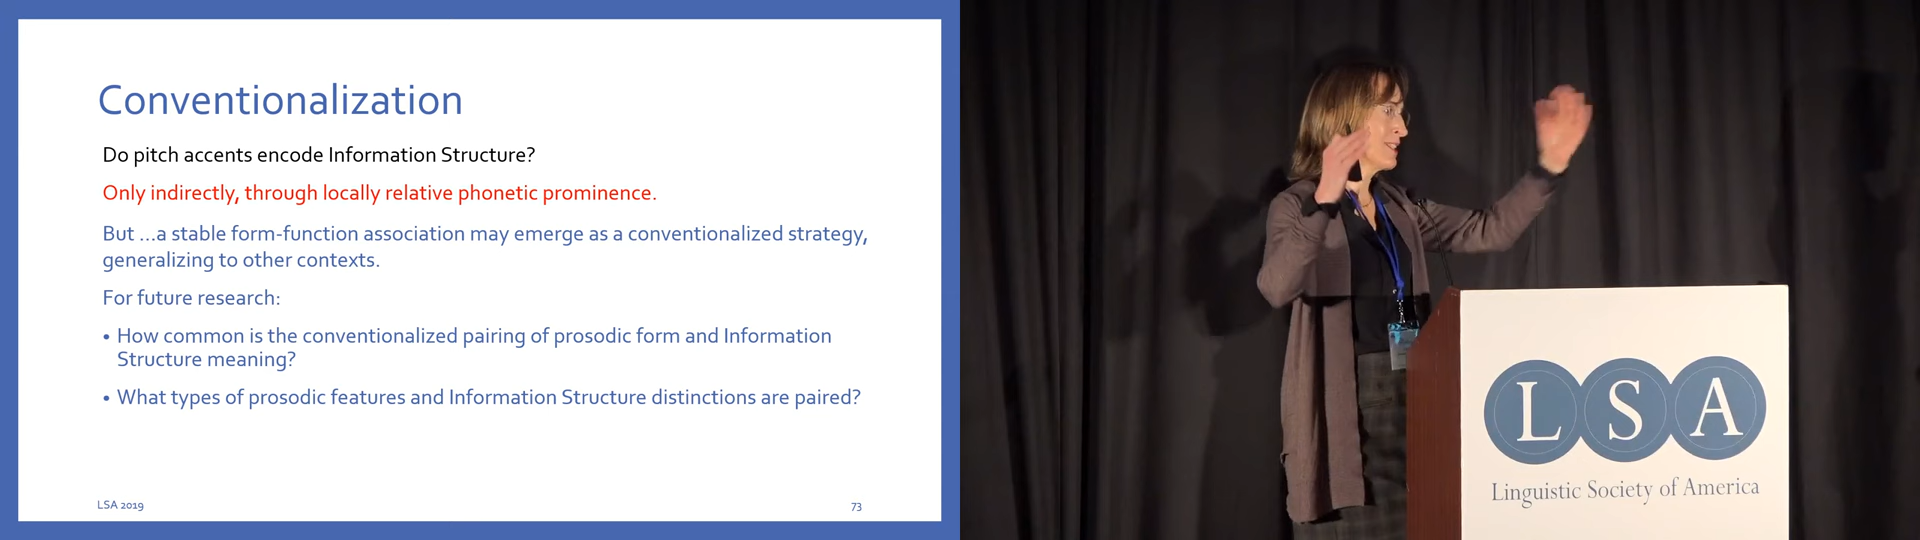 Conventionalization
Do pitch accents encode Information Structure?
Only indirectly, through locally relative phonetic prominence.
But ...a stable form-function association may emerge as a conventionalized strategy,
generalizing to other contexts.
For future research:
• How common is the conventionalized pairing of prosodic form and Information
Structure meaning?
• What types of prosodic features and Information Structure distinctions are paired?
LSA 2019
73
LSA
Linguistic Society of America